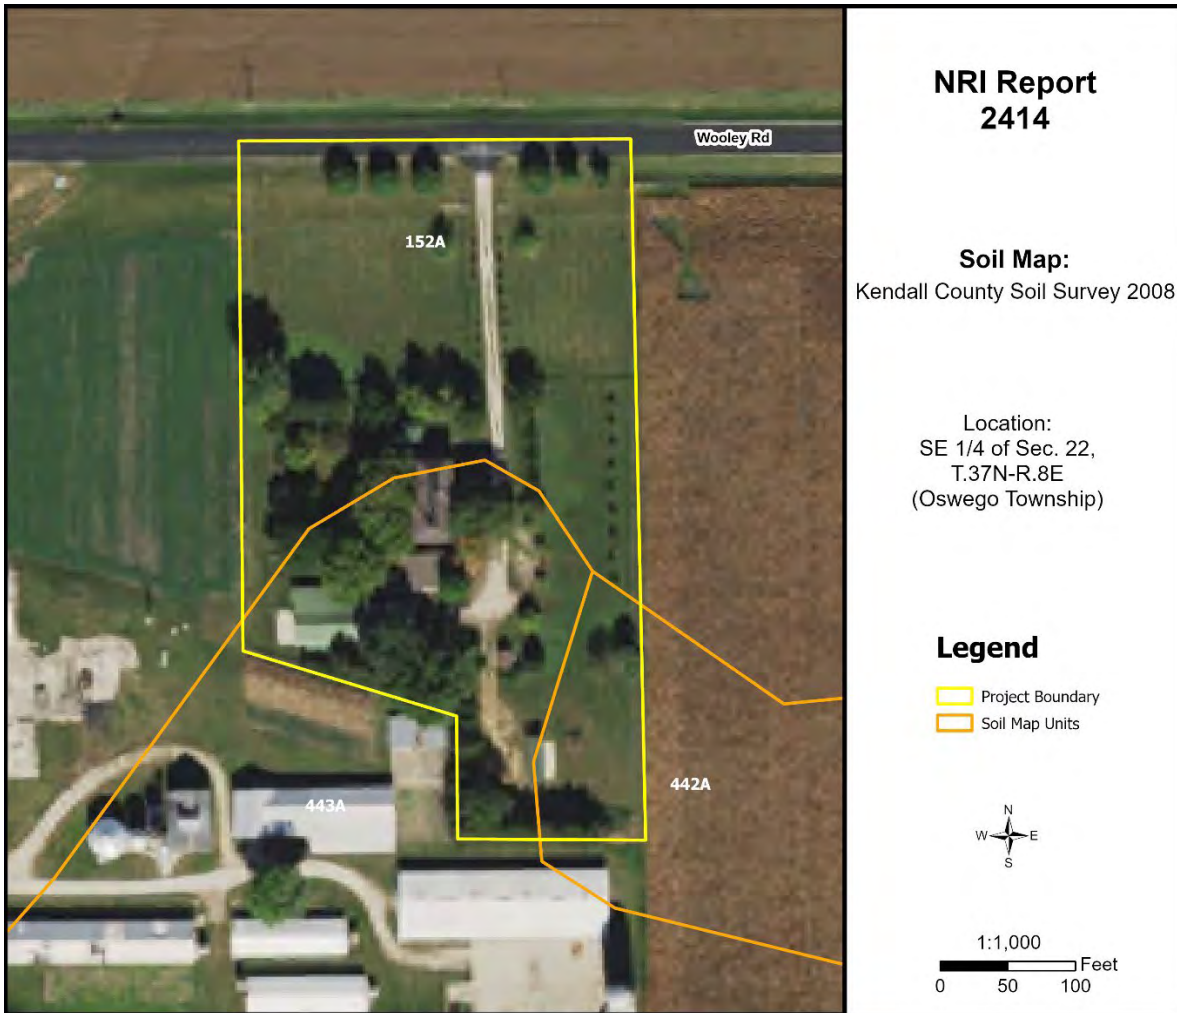 Wooley Rd
152A
443A
442A
NRI Report
2414
Soil Map:
Kendall County Soil Survey 2008
Location:
SE 1/4 of Sec. 22,
T.37N-R.8E
(Oswego Township)
Legend
Project Boundary
Soil Map Units
N
W E
S
1:1,000
Feet
0 50 100